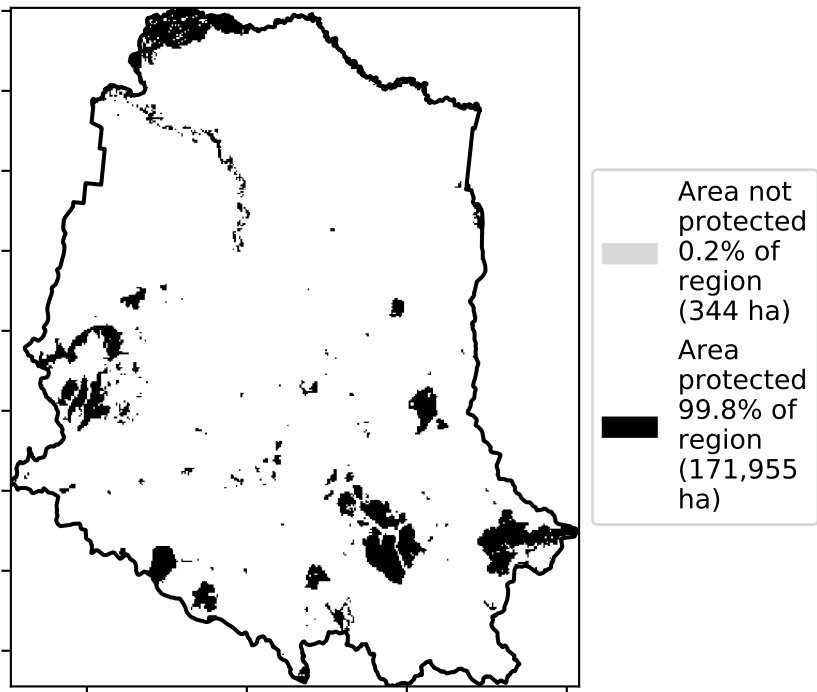 Area not
protected
0.2% of
region
(344 ha)
Area
protected
99.8% of
region
(171,955
ha)